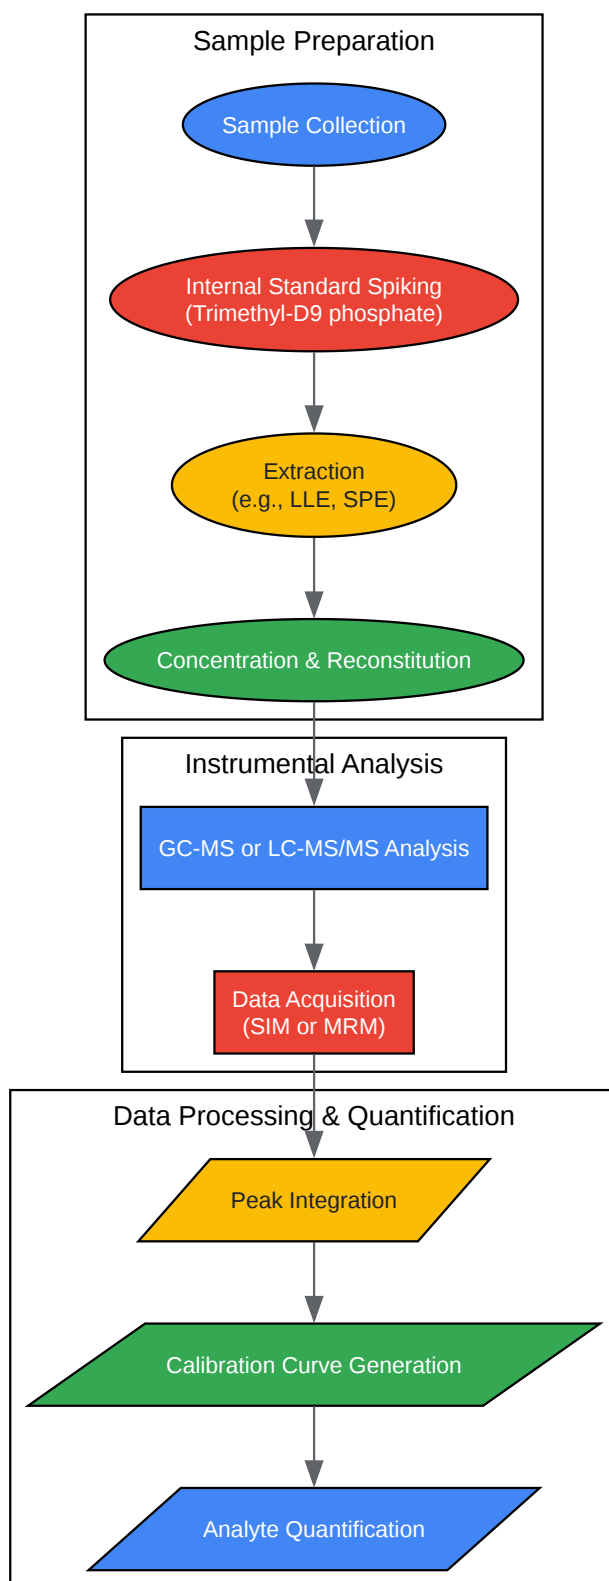 Sample Preparation
Sample Collection
Internal Standard Spiking
(Trimethyl-D9 phosphate)
Extraction
(e.g., LLE, SPE)
Concentration & Reconstitution
Instrumental Analysis
GC-MS or LC-MS/MS Analysis
Data Acquisition
(SIM or MRM)
Data Processing & Quantification
Peak Integration
Calibration Curve Generation
Analyte Quantification